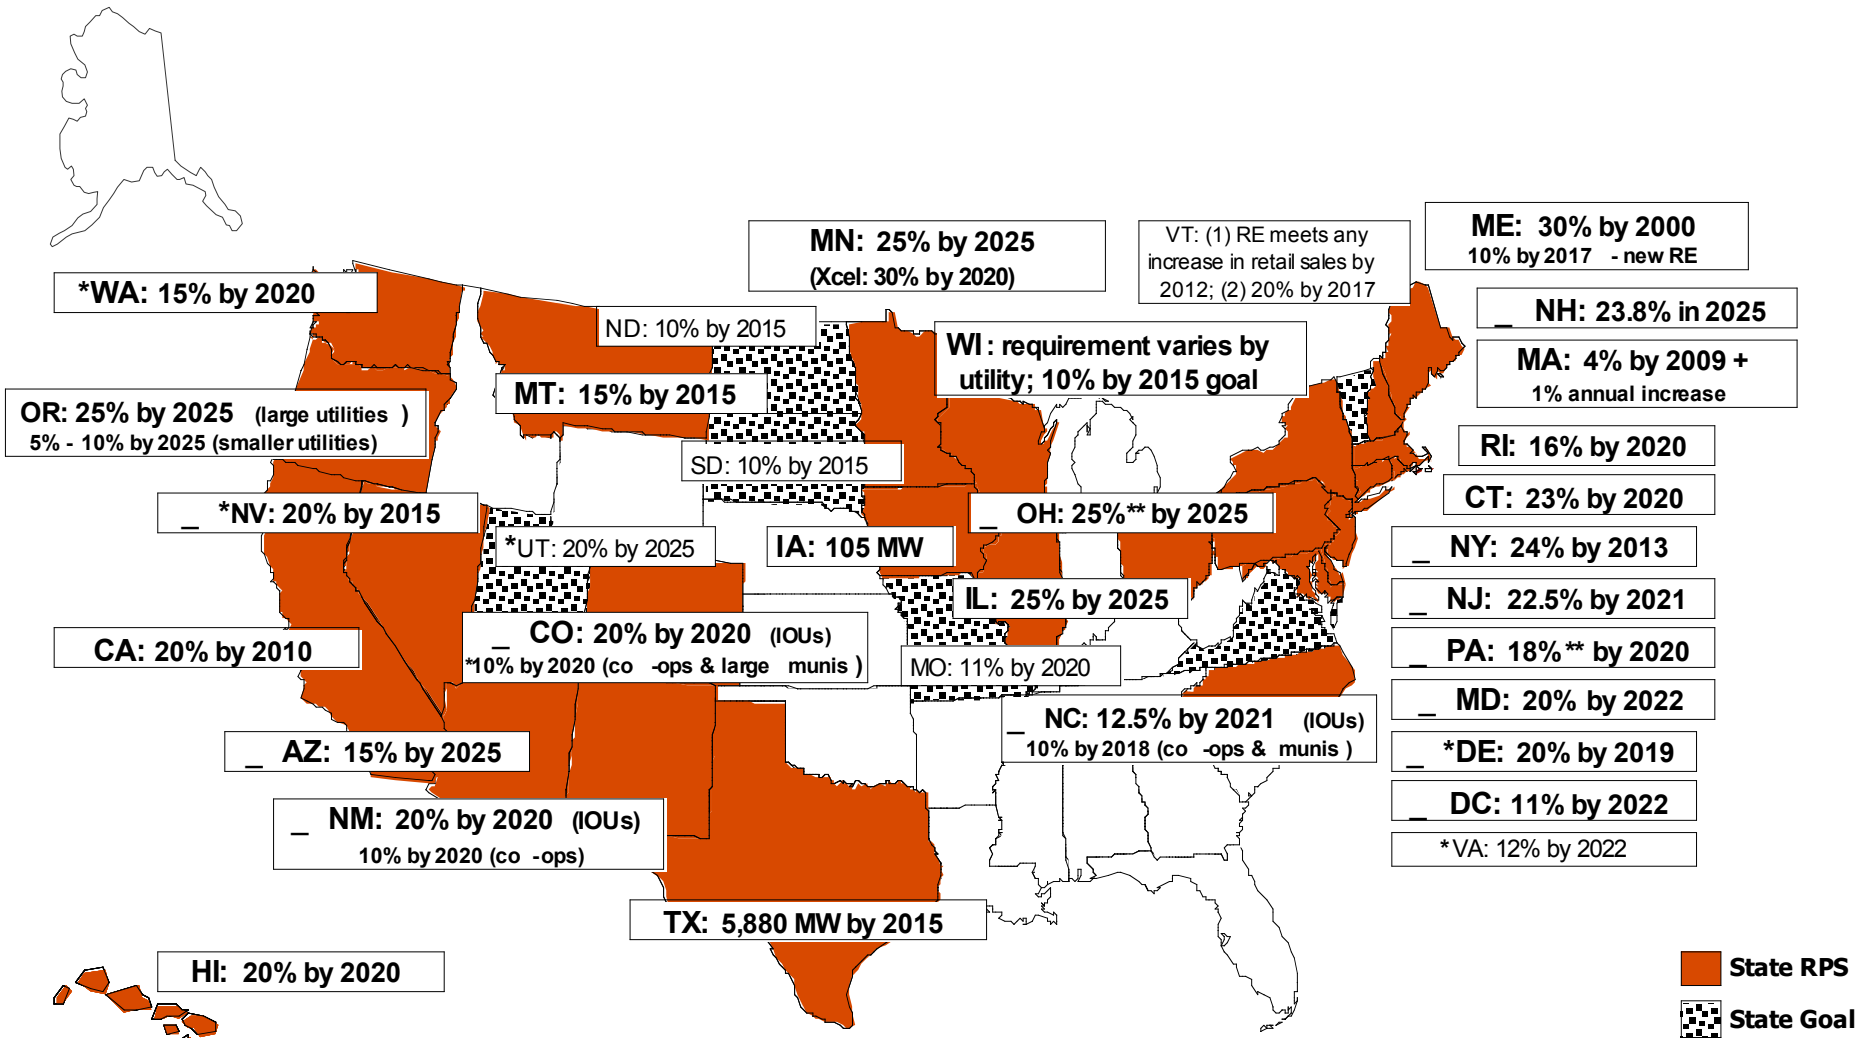 MN: 25% by 2025
(Xcel: 30% by 2020)
VT: (1) RE meets any
increase in retail sales by
2012; (2) 20% by 2017
ME: 30% by 2000
10% by 2017 - new RE
*WA: 15% by 2020
ND: 10% by 2015
WI: requirement varies by
utility; 10% by 2015 goal
_ NH: 23.8% in 2025
MA: 4% by 2009 +
1% annual increase
MT: 15% by 2015
OR: 25% by 2025 (large utilities )
5% - 10% by 2025 (smaller utilities)
SD: 10% by 2015
RI: 16% by 2020
CT: 23% by 2020
_ *NV: 20% by 2015
_ OH: 25%** by 2025
*UT: 20% by 2025
IA: 105 MW
_ NY: 24% by 2013
IL: 25% by 2025
_ NJ: 22.5% by 2021
CA: 20% by 2010
_ CO: 20% by 2020 (IOUs)
*10% by 2020 (co -ops & large munis )
MO: 11% by 2020
_ PA: 18%** by 2020
_ MD: 20% by 2022
_ NC: 12.5% by 2021 (IOUs)
10% by 2018 (co -ops & munis )
_ AZ: 15% by 2025
_ *DE: 20% by 2019
_ DC: 11% by 2022
_ NM: 20% by 2020 (IOUs)
10% by 2020 (co -ops)
*VA: 12% by 2022
TX: 5,880 MW by 2015
HI: 20% by 2020
State RPS
State Goal